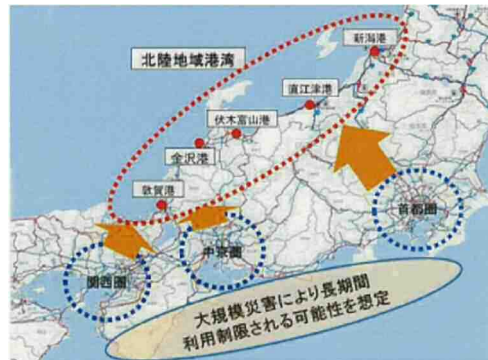 新潟港
北陸地域港湾
直江津港
伏木富山港
金沢港
敦賀港
首都圏
中京圏
関西圏
大規模災害により長期間
利用制限される可能性を想定